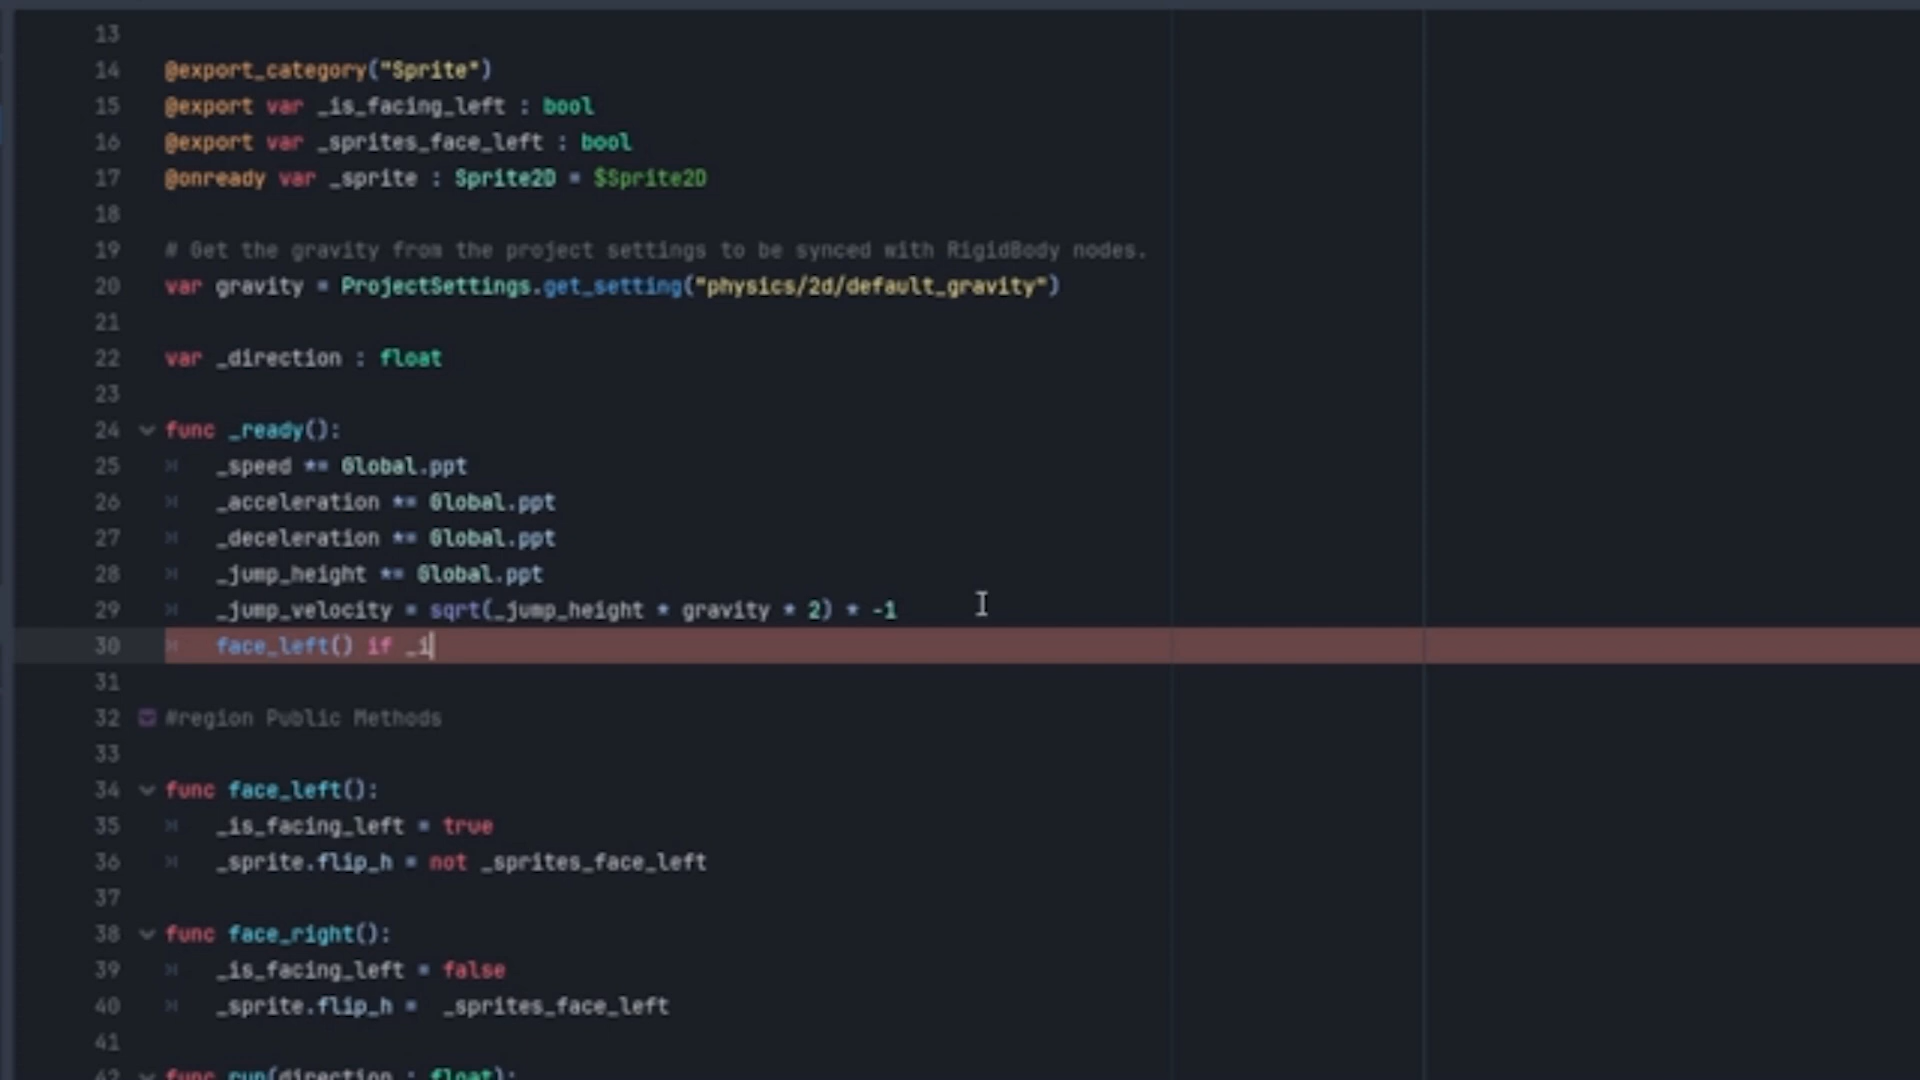 13
14 @export_category("Sprite")
15 @export var _is_facing_left : bool
16 @export var _sprites_face_left : bool
17 @onready var _sprite : Sprite2D = $Sprite2D
18
19 # Get the gravity from the project settings to be synced with RigidBody nodes.
20 var gravity = ProjectSettings.get_setting("physics/2d/default_gravity")
21
22 var _direction : float
23
24 func _ready():
25 _speed *= Global.ppt
26 _acceleration *= Global.ppt
27 _deceleration *= Global.ppt
28 _jump_height *= Global.ppt
29 _jump_velocity = sqrt(_jump_height * gravity * 2) * -1
30 face_left() if _i
31
32 #region Public Methods
33
34 func face_left():
35 _is_facing_left = true
36 _sprite.flip_h = not _sprites_face_left
37
38 func face_right():
39 _is_facing_left = false
40 _sprite.flip_h =  _sprites_face_left
41
42 func run(direction : float):